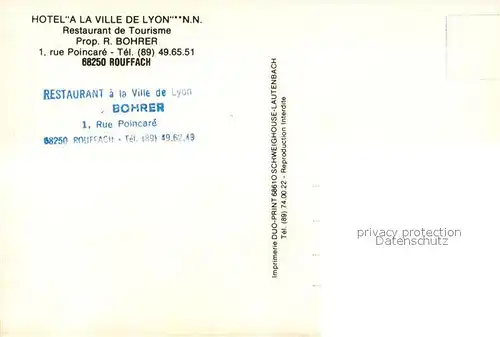 HOTEL"A LA VILLE DE LYON"**N.N.
Restaurant de Tourisme
Prop. R. BOHRER
1, rue Poincaré - Tél. (89) 49.65.51
68250 ROUFFACH
RESTAURANT à la Ville de Lyon
BOHRER
1, Rue Poincaré
68250 ROUFFACH - Tél. (89) 49.62.49
Imprimerie DUO-PRINT 68610 SCHWEIGHOUSE-LAUTENBACH
Tél. (89) 74 00 22 - Reproduction Interdite
privacy protection
Datenschutz